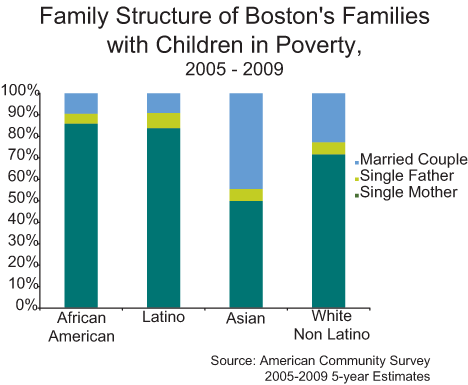 Family Structure of Boston's Families
with Children in Poverty,
2005 - 2009
100%
90%
80%
70%
60%
50%
40%
30%
20%
10%
0%
Married Couple
Single Father
Single Mother
African
American
Latino
Asian
White
Non Latino
Source: American Community Survey
2005-2009 5-year Estimates